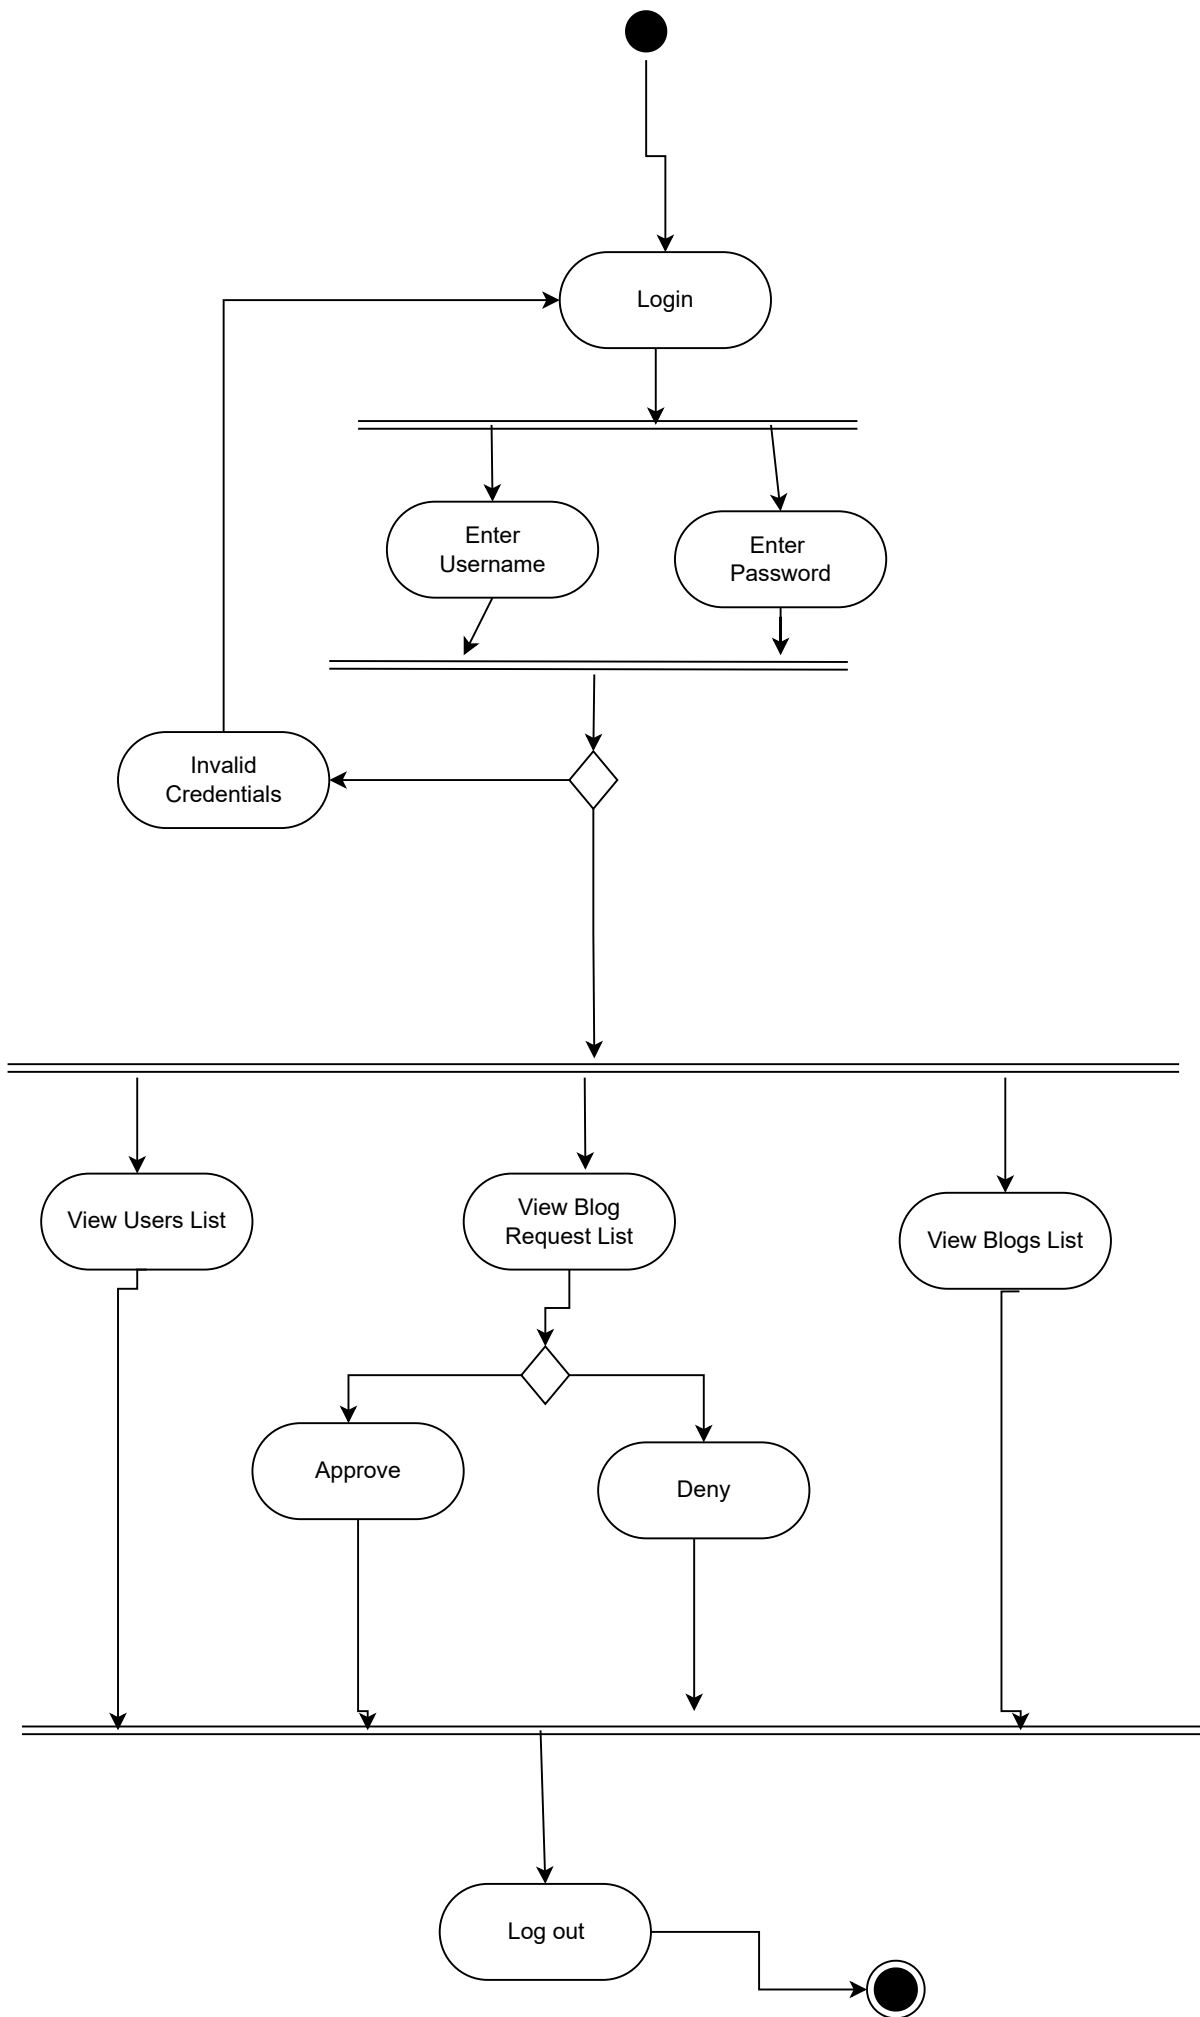 Login
Enter
Username
Enter
Password
Invalid
Credentials
View Users List
View Blog
Request List
View Blogs List
Approve
Deny
Log out